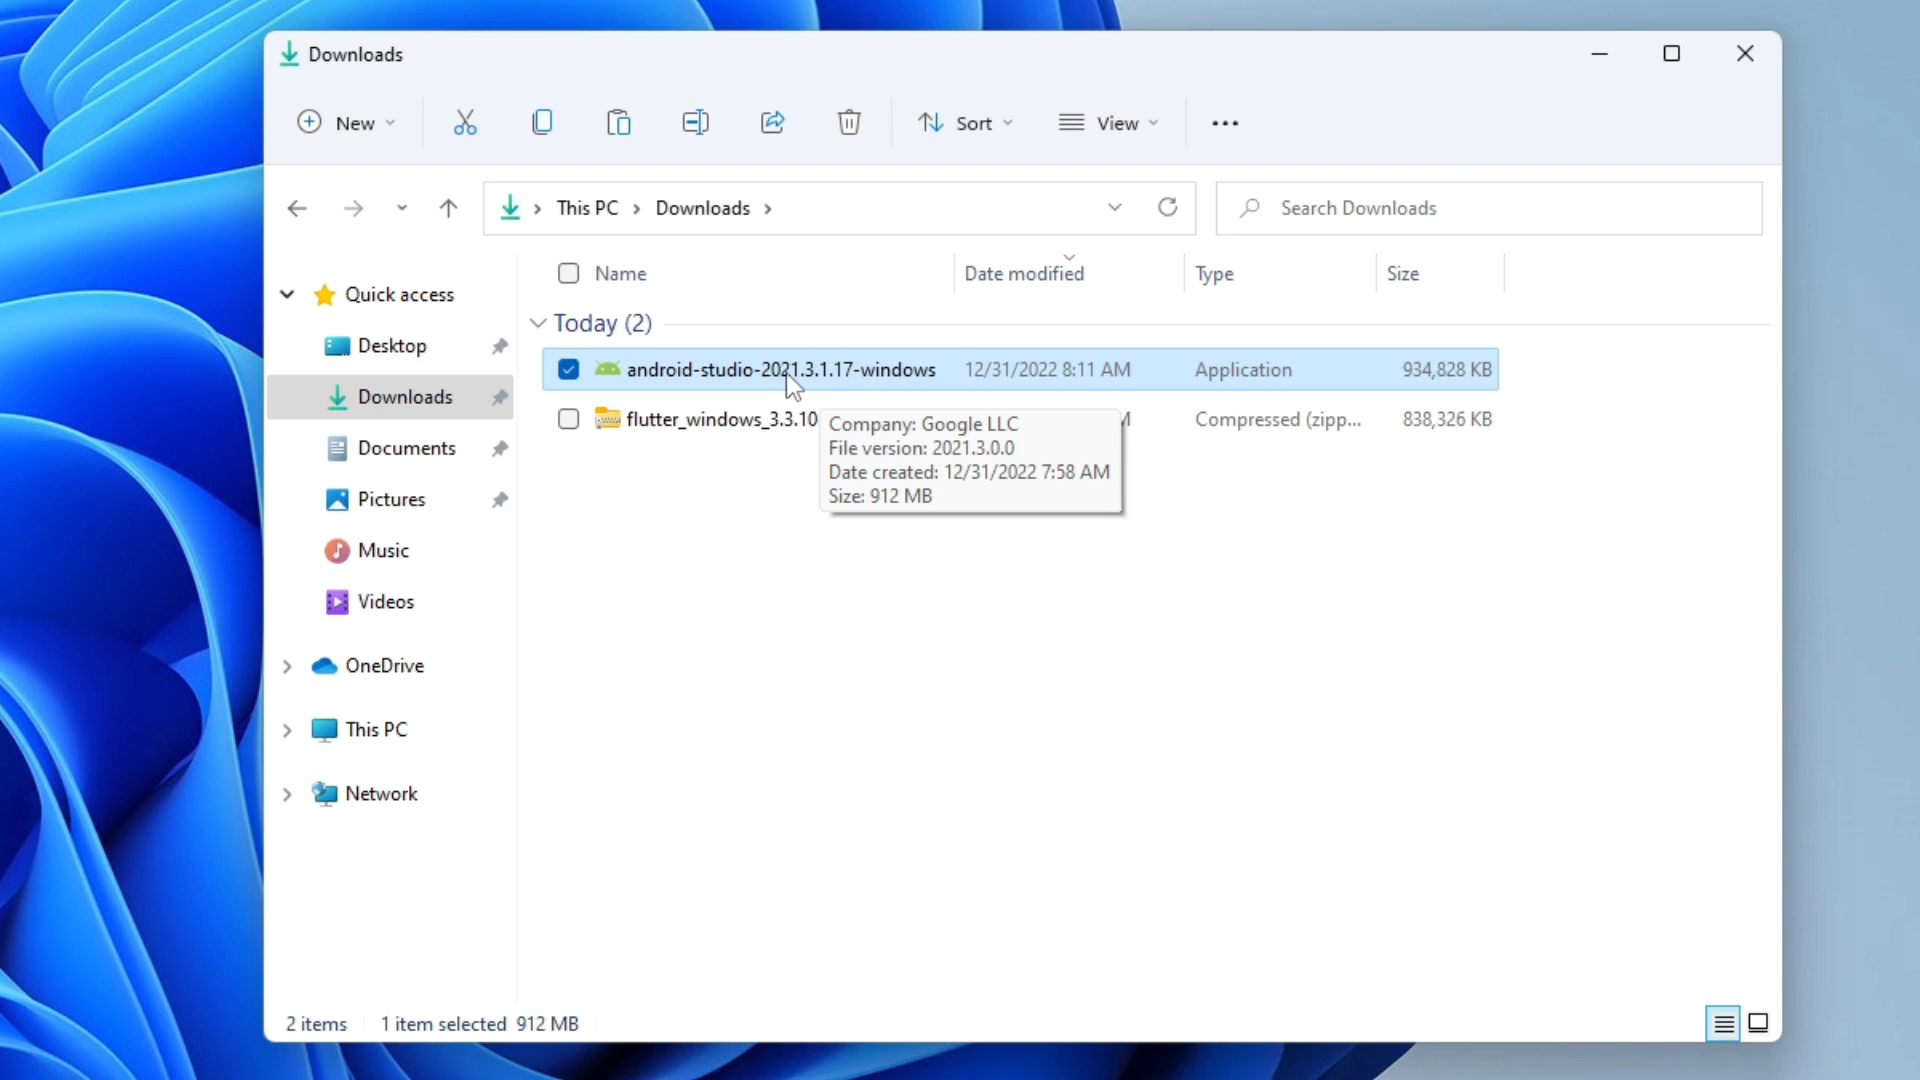 Downloads
New
Sort
View
This PC
Downloads
Search Downloads
Name
Date modified
Type
Size
Quick access
Desktop
Downloads
Documents
Pictures
Music
Videos
OneDrive
This PC
Network
Today (2)
android-studio-2021.3.1.17-windows 12/31/2022 8:11 AM Application 934,828 KB
flutter_windows_3.3.10 Compressed (zipp... 838,326 KB
Company: Google LLC
File version: 2021.3.0.0
Date created: 12/31/2022 7:58 AM
Size: 912 MB
2 items 1 item selected 912 MB